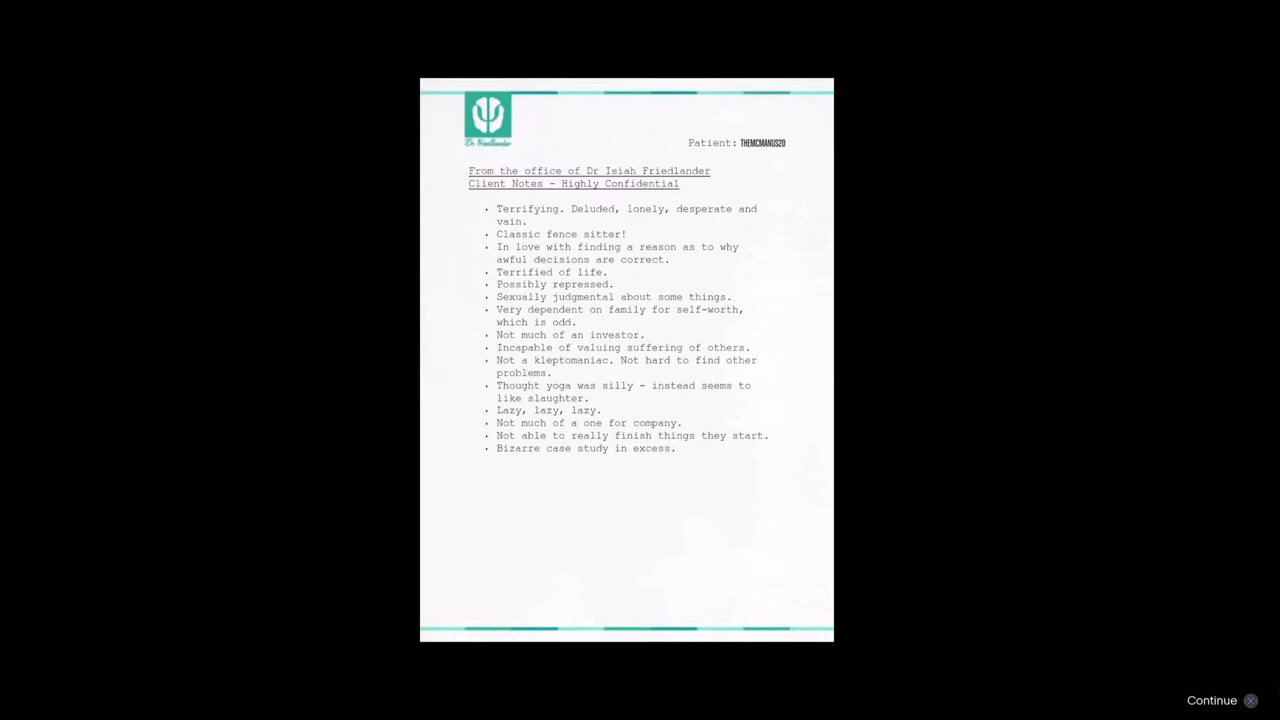 Dr Friedlander
Patient: THEMCMANUS20
From the office of Dr Isiah Friedlander
Client Notes - Highly Confidential
· Terrifying. Deluded, lonely, desperate and
vain.
· Classic fence sitter!
· In love with finding a reason as to why
awful decisions are correct.
· Terrified of life.
· Possibly repressed.
· Sexually judgmental about some things.
· Very dependent on family for self-worth,
which is odd.
· Not much of an investor.
· Incapable of valuing suffering of others.
· Not a kleptomaniac. Not hard to find other
problems.
· Thought yoga was silly - instead seems to
like slaughter.
· Lazy, lazy, lazy.
· Not much of a one for company.
· Not able to really finish things they start.
· Bizarre case study in excess.
Continue